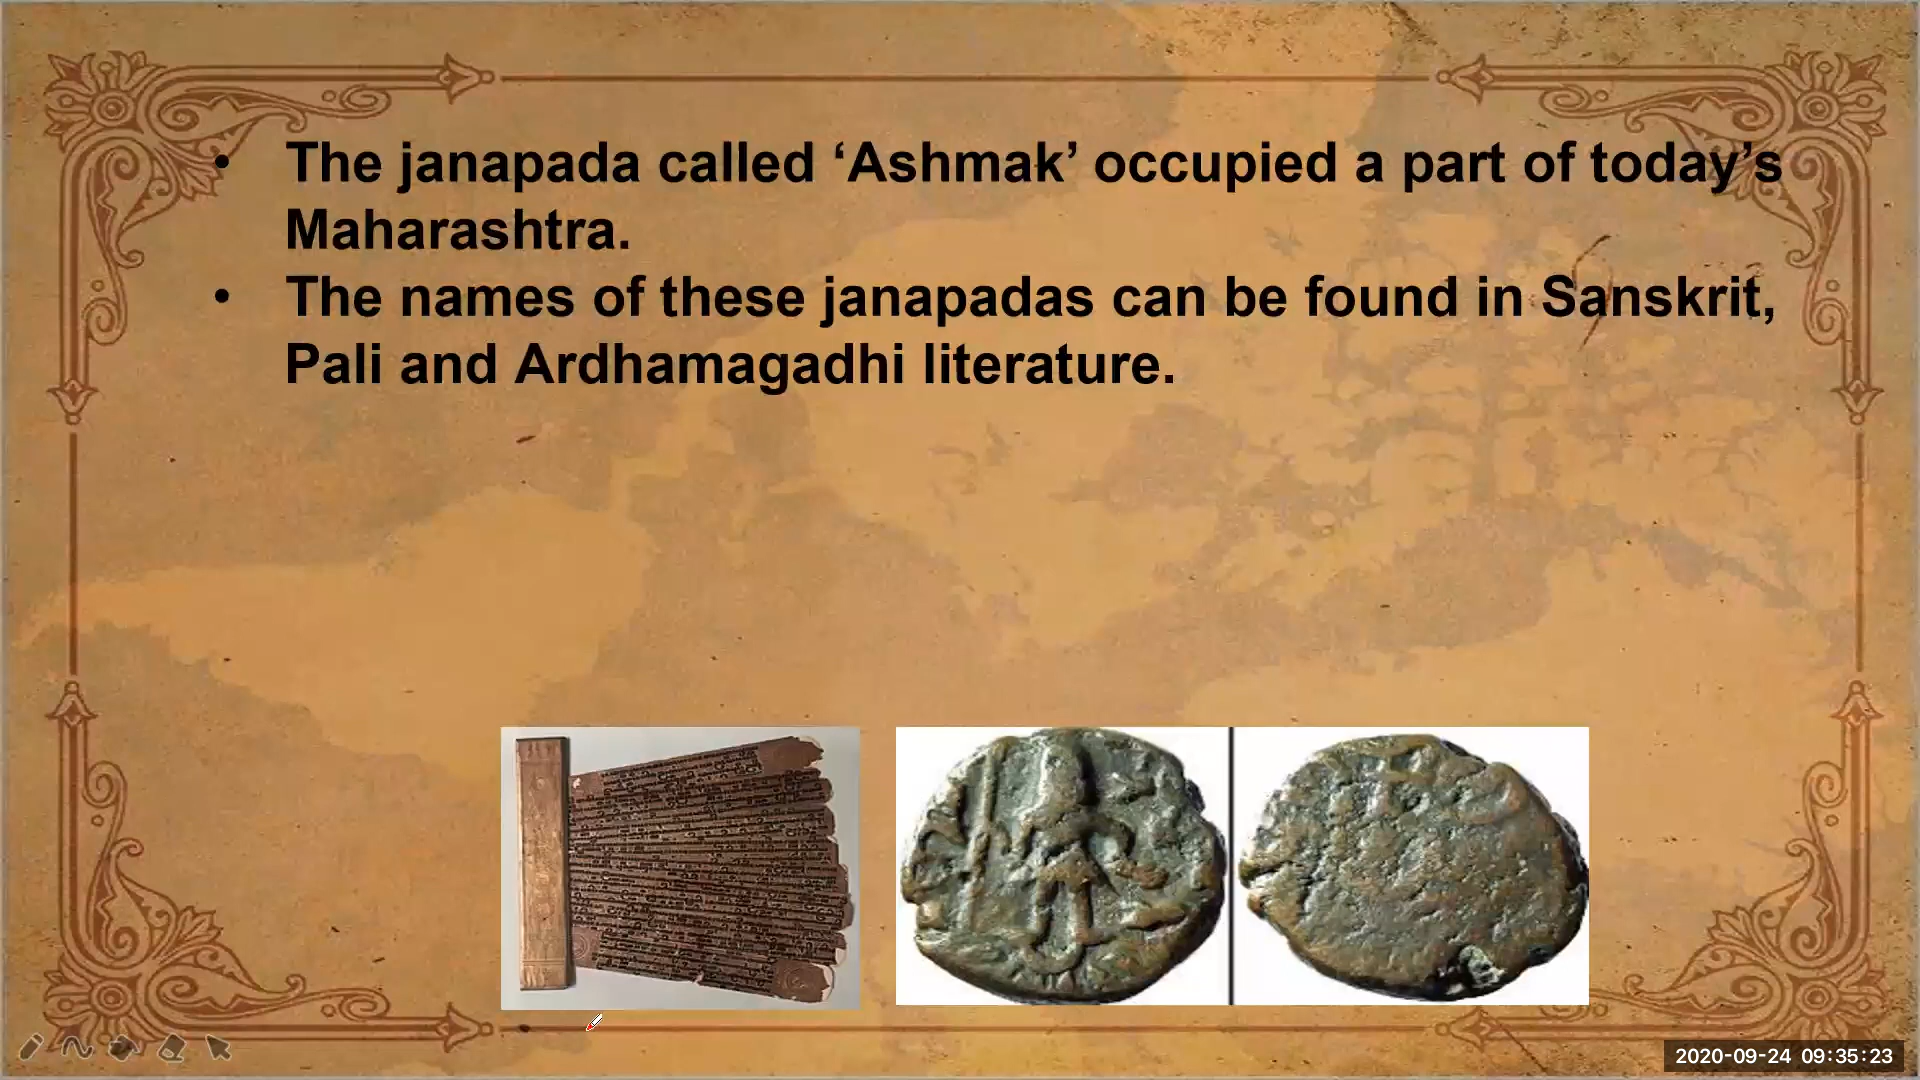 • The janapada called ‘Ashmak’ occupied a part of today’s
Maharashtra.
• The names of these janapadas can be found in Sanskrit,
Pali and Ardhamagadhi literature.
2020-09-24 09:35:23